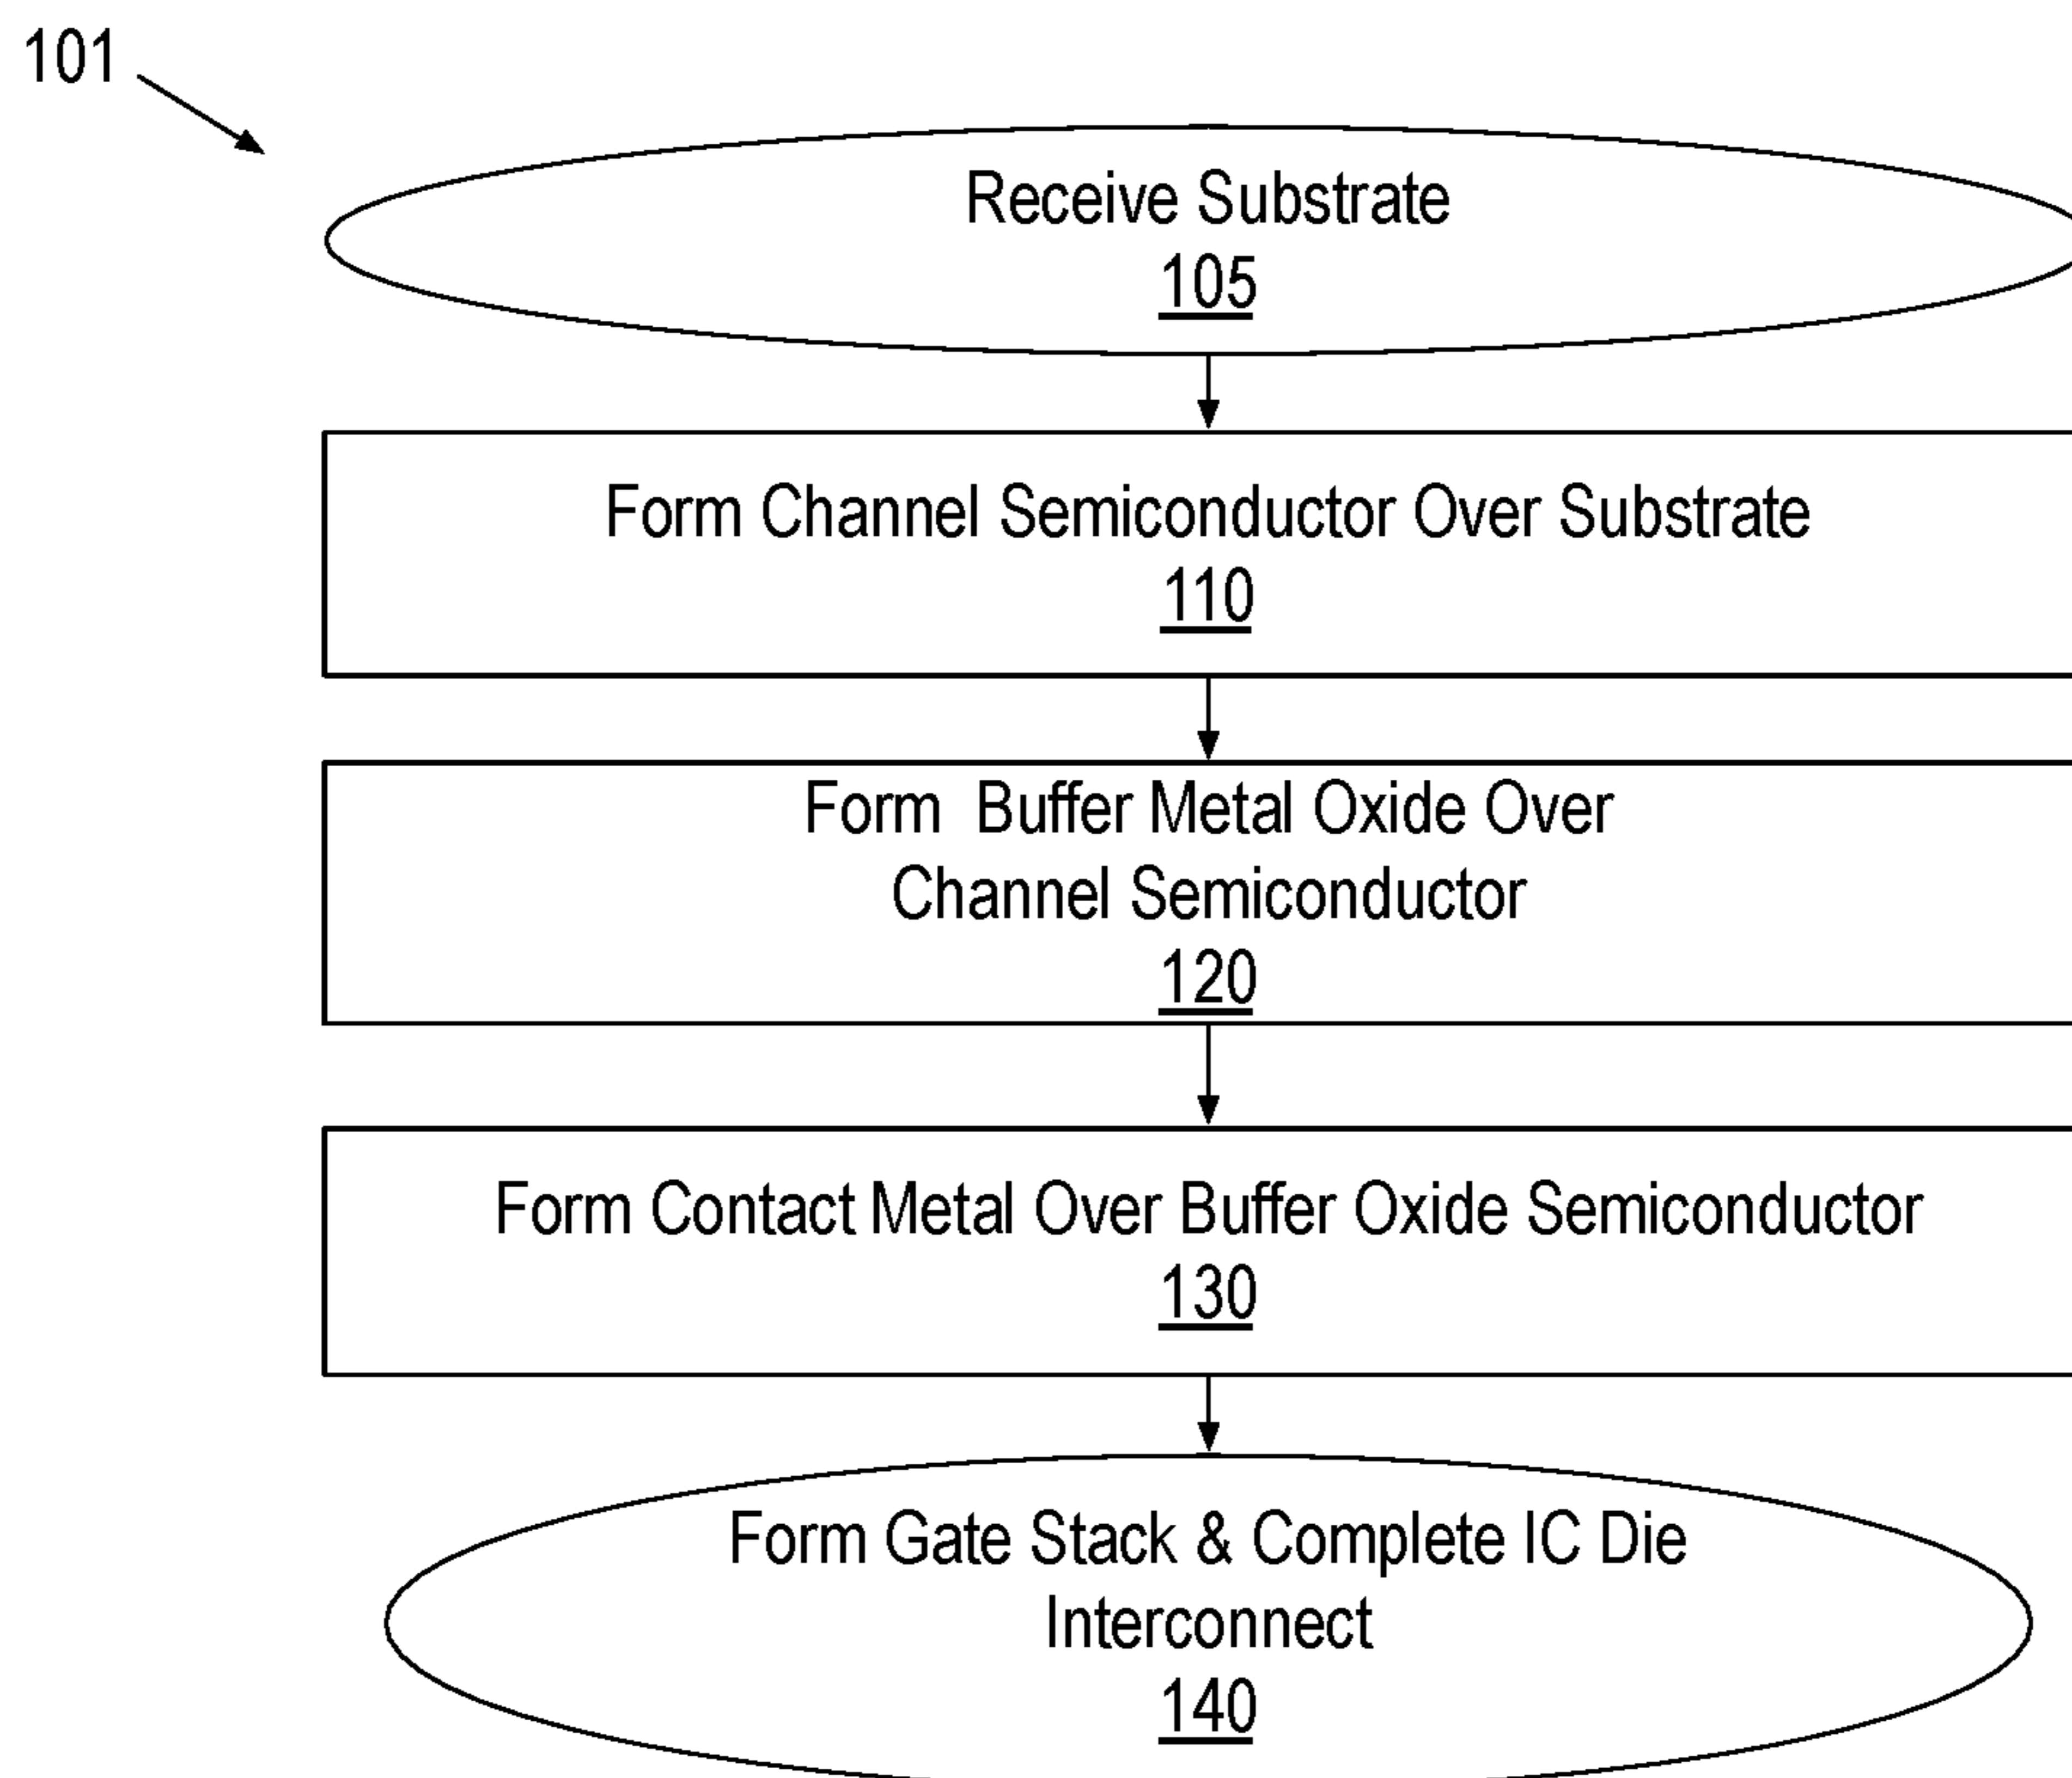 101
Receive Substrate
105
Form Channel Semiconductor Over Substrate
110
Form Buffer Metal Oxide Over
Channel Semiconductor
120
Form Contact Metal Over Buffer Oxide Semiconductor
130
Form Gate Stack & Complete IC Die
Interconnect
140